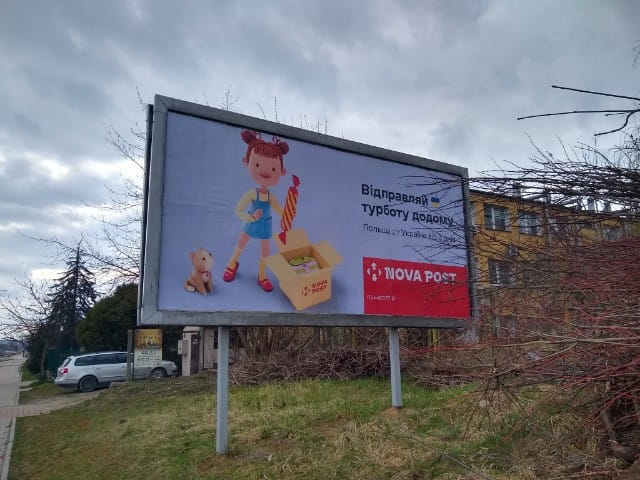 Відправляй
турботу додому
Польща Україна
NOVA POST
NOVA
POST